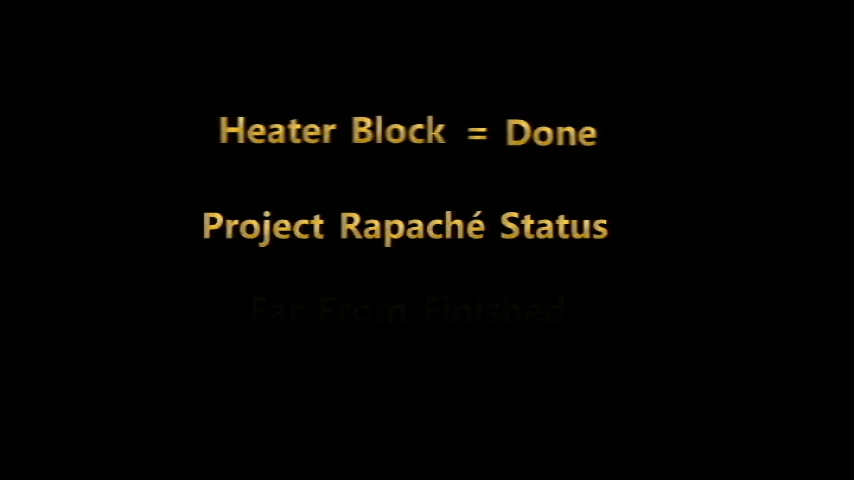 Heater Block = Done
Project Rapaché Status
Far From Finished